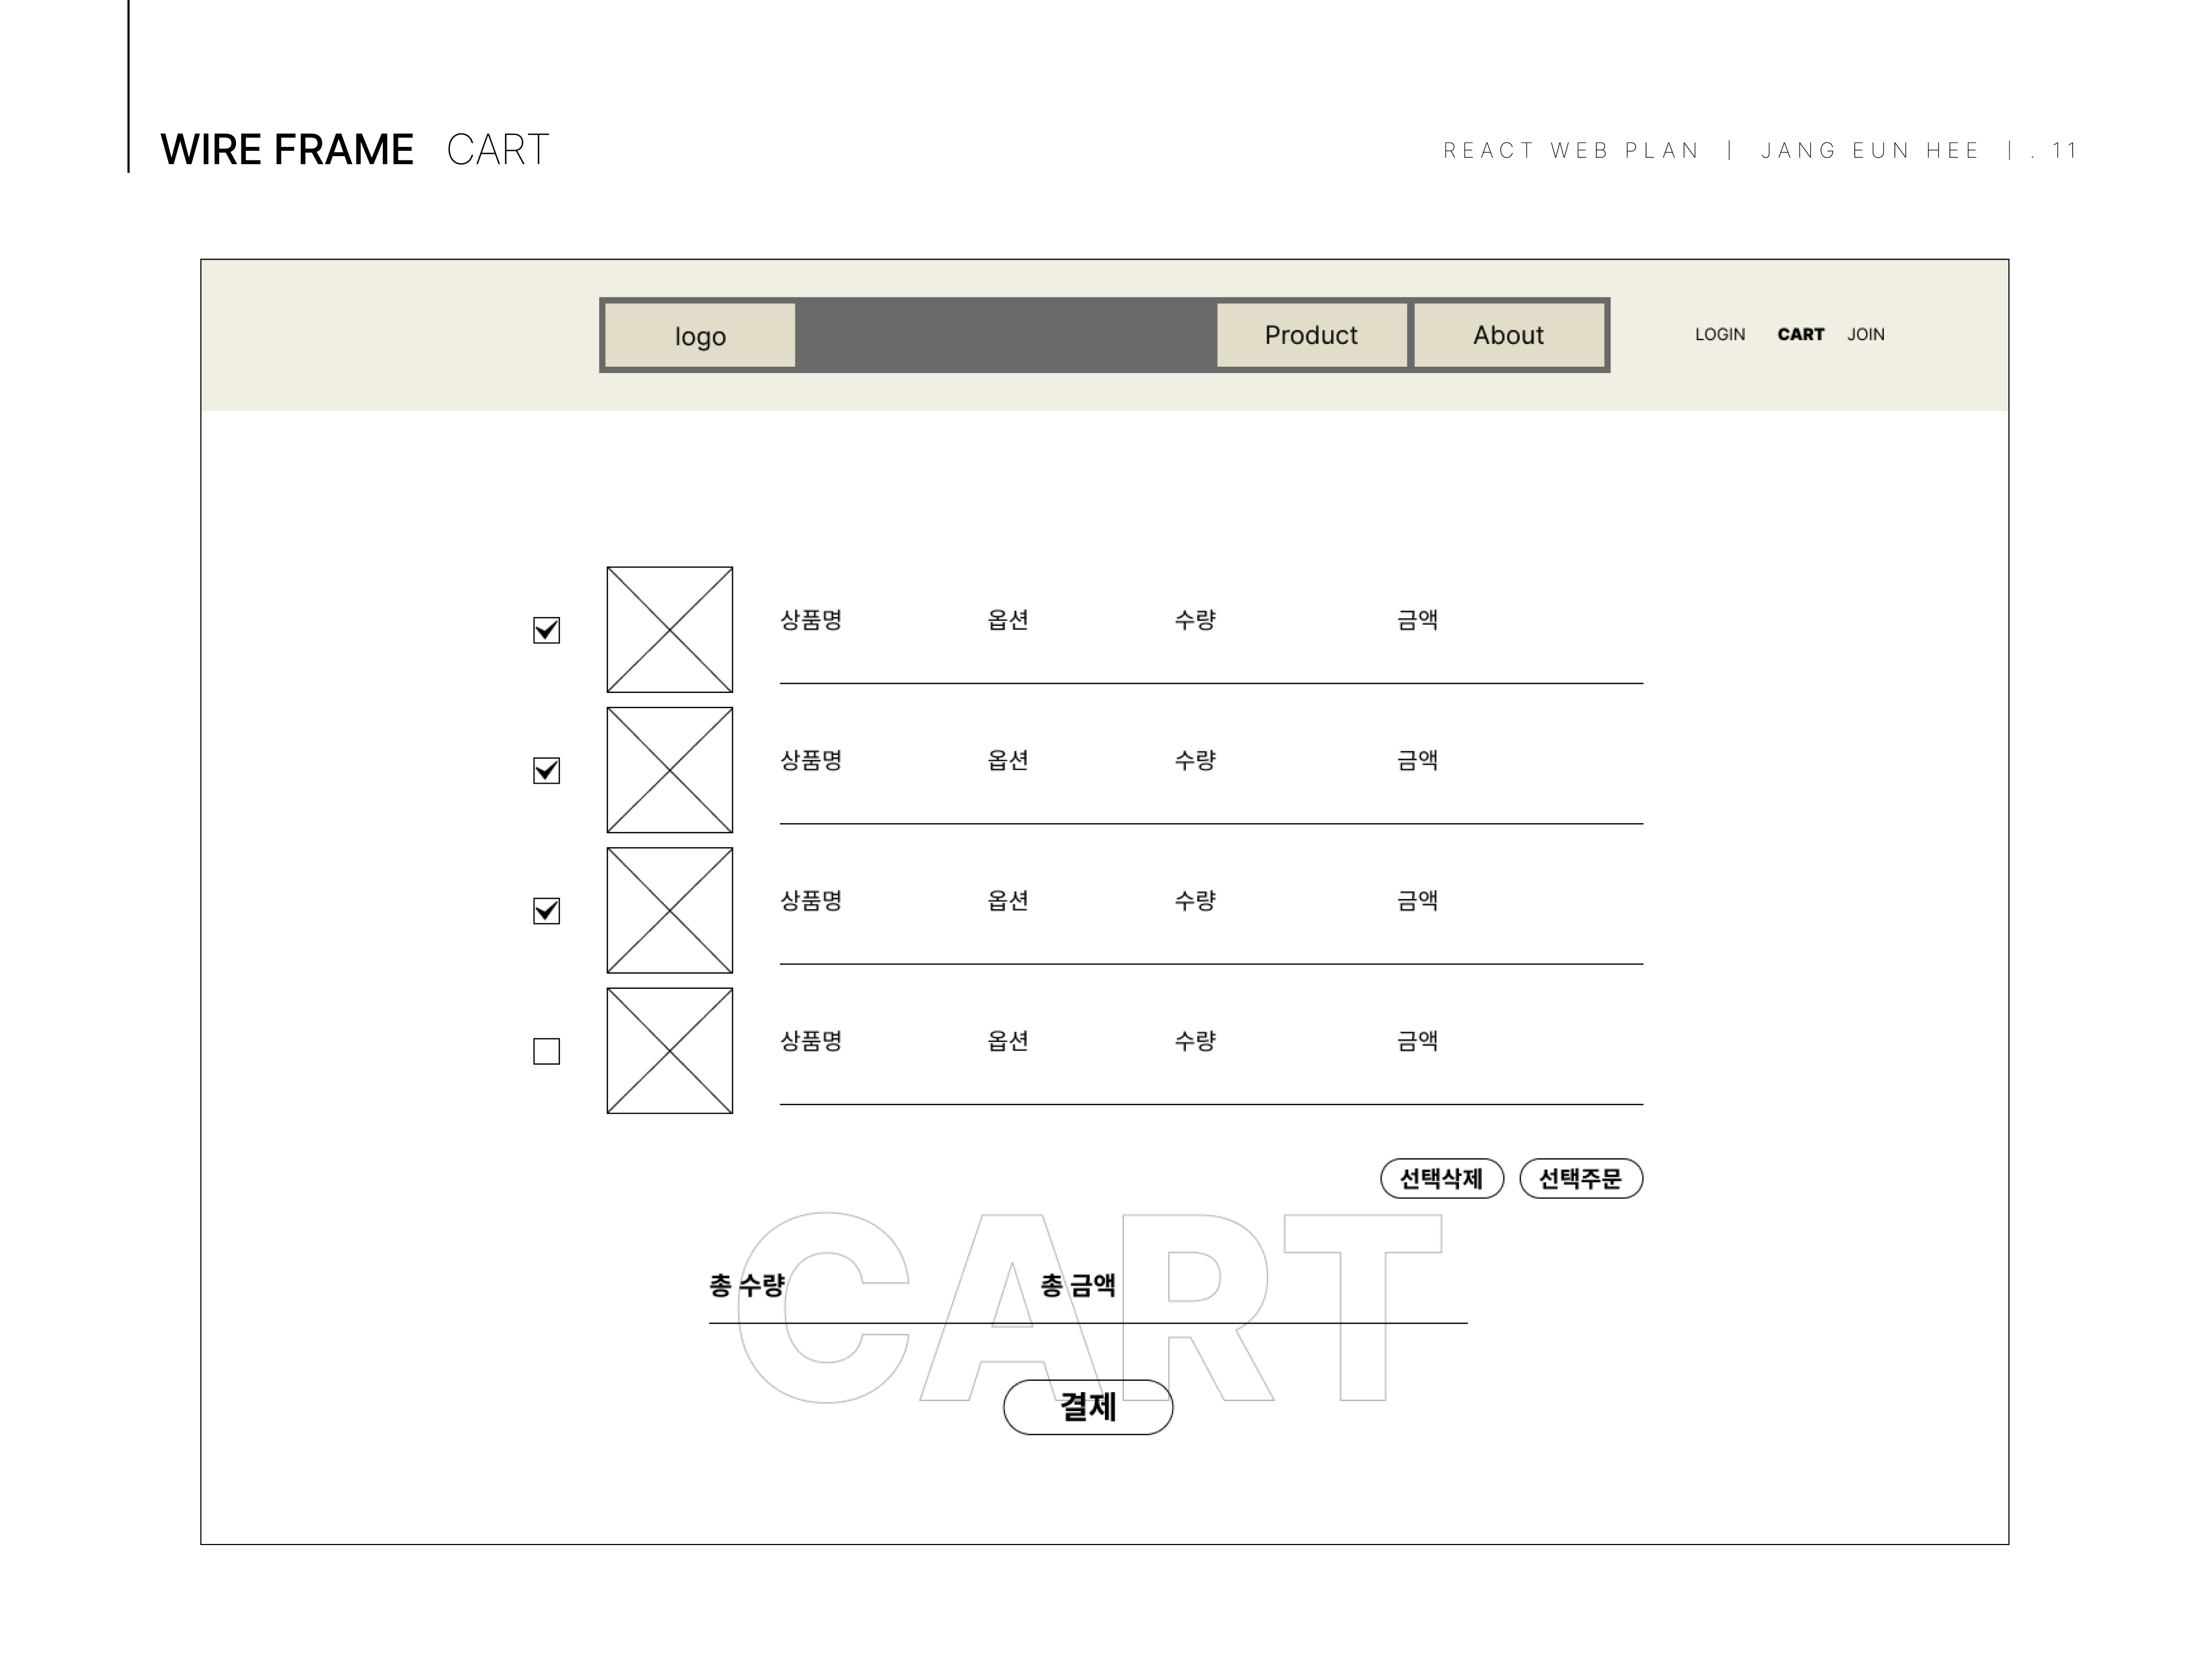 WIRE FRAME CART
REACT WEB PLAN | JANG EUN HEE | . 11
logo Product About LOGIN CART JOIN
상품명 옵션 수량 금액
상품명 옵션 수량 금액
상품명 옵션 수량 금액
상품명 옵션 수량 금액
선택삭제 선택주문
CART
총 수량 총 금액
결제